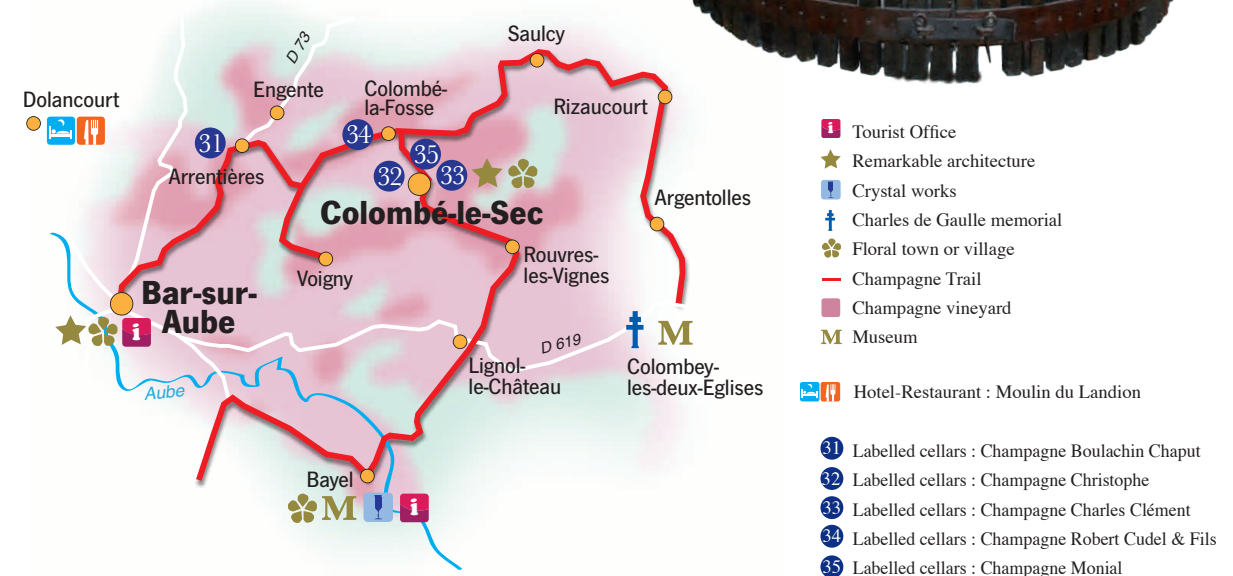 Saulcy
D 73
Engente
Colombé-
la-Fosse
Dolancourt
Rizaucourt
31
34
35
Arrentières
32
33
Argentolles
Colombé-le-Sec
Rouvres-
les-Vignes
Voigny
Bar-sur-
Aube
i
D 619
M
Lignol-
le-Château
Colombey-
les-deux-Eglises
Aube
Bayel
M
i
i Tourist Office
Remarkable architecture
Crystal works
Charles de Gaulle memorial
Floral town or village
Champagne Trail
Champagne vineyard
M Museum
Hotel-Restaurant : Moulin du Landion
31 Labelled cellars : Champagne Boulachin Chaput
32 Labelled cellars : Champagne Christophe
33 Labelled cellars : Champagne Charles Clément
34 Labelled cellars : Champagne Robert Cudel & Fils
35 Labelled cellars : Champagne Monial